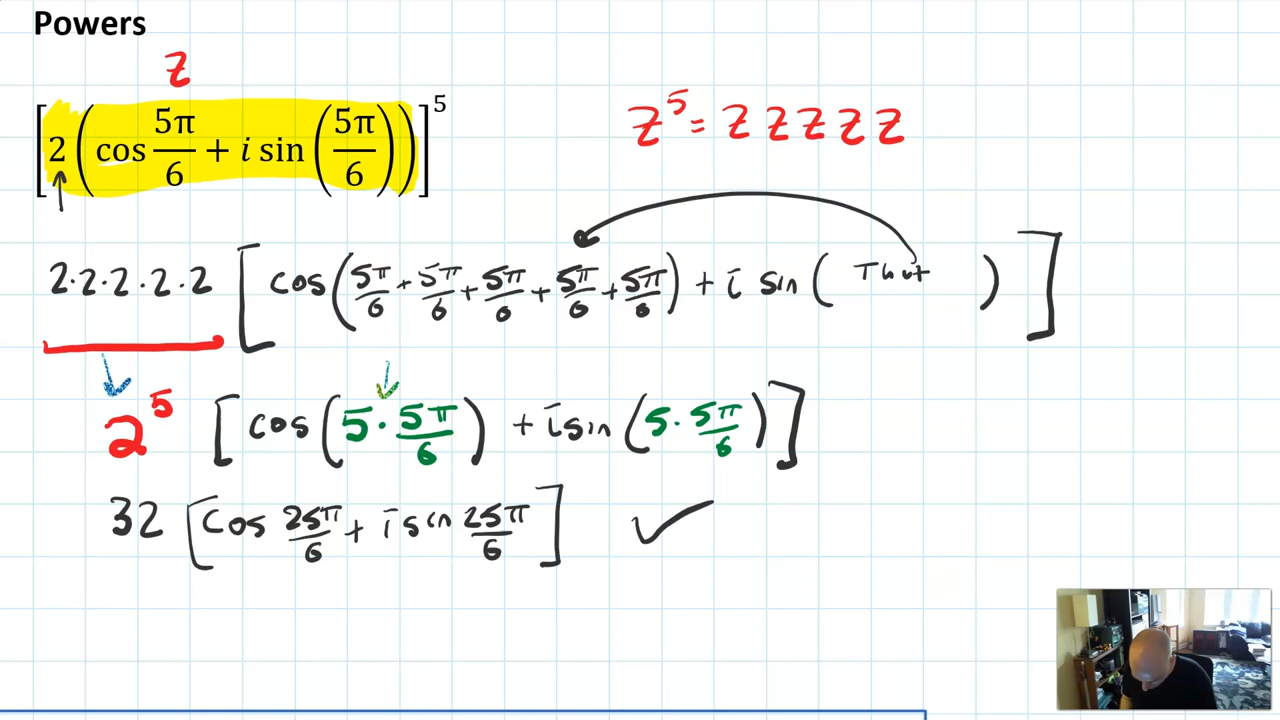 Powers
z
[2(cos 5π/6 + i sin(5π/6))]^5
z^5 = z z z z z
2·2·2·2·2 [cos(5π/6 + 5π/6 + 5π/6 + 5π/6 + 5π/6) + i sin( That )]
2^5 [cos(5·5π/6) + i sin(5·5π/6)]
32 [cos 25π/6 + i sin 25π/6] ✓